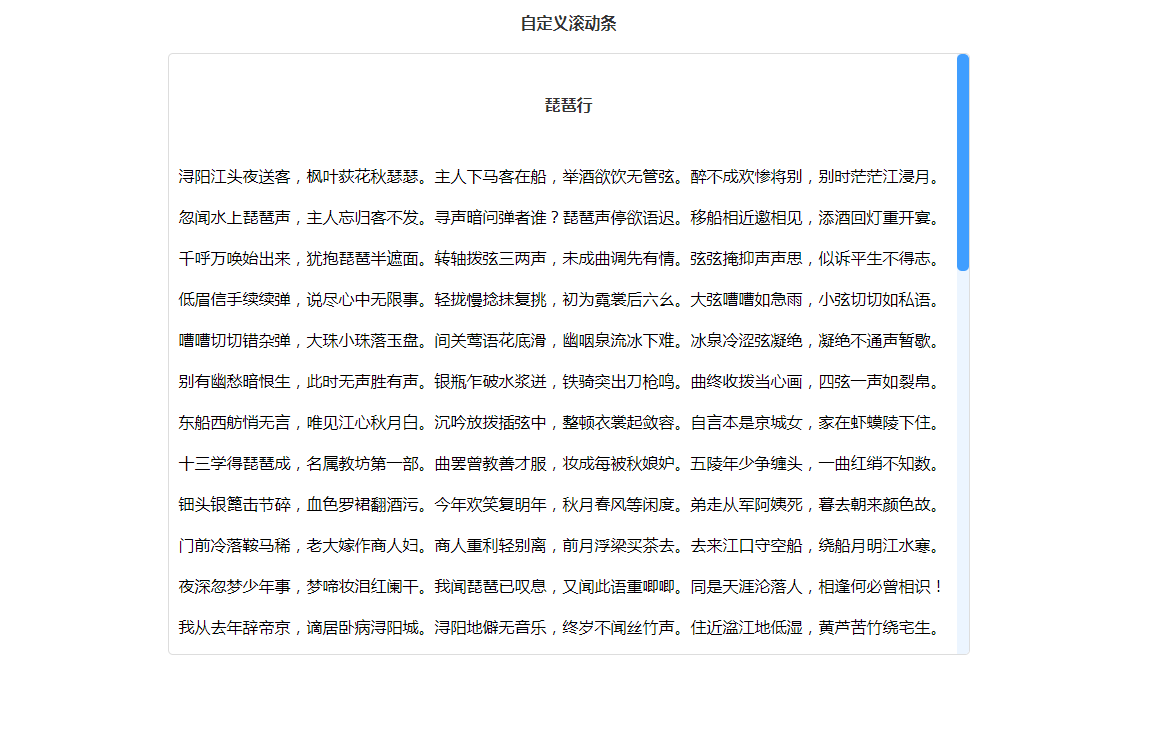 自定义滚动条
琵琶行
浔阳江头夜送客，枫叶荻花秋瑟瑟。主人下马客在船，举酒欲饮无管弦。醉不成欢惨将别，别时茫茫江浸月。
忽闻水上琵琶声，主人忘归客不发。寻声暗问弹者谁？琵琶声停欲语迟。移船相近邀相见，添酒回灯重开宴。
千呼万唤始出来，犹抱琵琶半遮面。转轴拨弦三两声，未成曲调先有情。弦弦掩抑声声思，似诉平生不得志。
低眉信手续续弹，说尽心中无限事。轻拢慢捻抹复挑，初为霓裳后六幺。大弦嘈嘈如急雨，小弦切切如私语。
嘈嘈切切错杂弹，大珠小珠落玉盘。间关莺语花底滑，幽咽泉流冰下难。冰泉冷涩弦凝绝，凝绝不通声暂歇。
别有幽愁暗恨生，此时无声胜有声。银瓶乍破水浆迸，铁骑突出刀枪鸣。曲终收拨当心画，四弦一声如裂帛。
东船西舫悄无言，唯见江心秋月白。沉吟放拨插弦中，整顿衣裳起敛容。自言本是京城女，家在虾蟆陵下住。
十三学得琵琶成，名属教坊第一部。曲罢曾教善才服，妆成每被秋娘妒。五陵年少争缠头，一曲红绡不知数。
钿头银篦击节碎，血色罗裙翻酒污。今年欢笑复明年，秋月春风等闲度。弟走从军阿姨死，暮去朝来颜色故。
门前冷落鞍马稀，老大嫁作商人妇。商人重利轻别离，前月浮梁买茶去。去来江口守空船，绕船月明江水寒。
夜深忽梦少年事，梦啼妆泪红阑干。我闻琵琶已叹息，又闻此语重唧唧。同是天涯沦落人，相逢何必曾相识！
我从去年辞帝京，谪居卧病浔阳城。浔阳地僻无音乐，终岁不闻丝竹声。住近湓江地低湿，黄芦苦竹绕宅生。